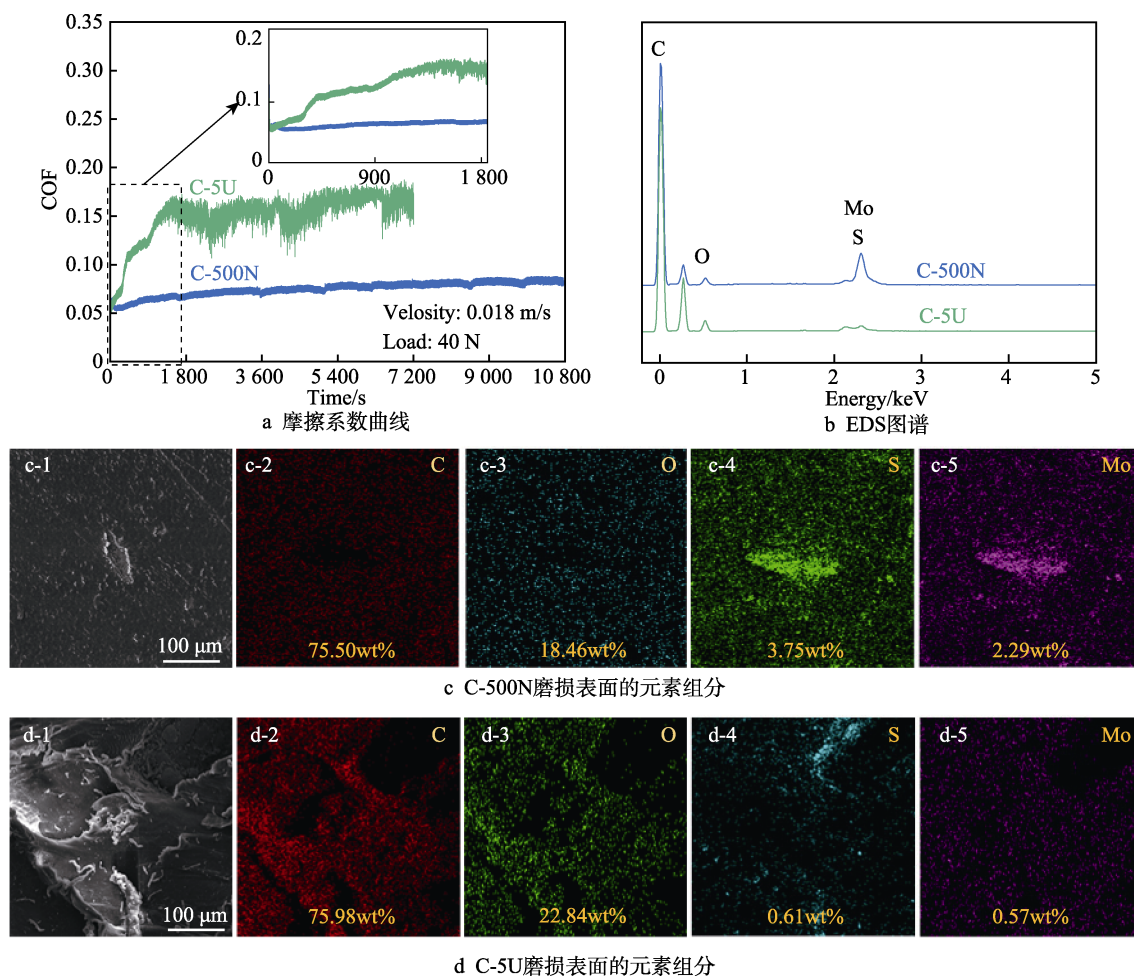 0.35
0.30
0.25
0.20
0.15
0.10
0.05
0
COF
0.2
0.1
0
0
900
1 800
C-5U
C-500N
Velosity: 0.018 m/s
Load: 40 N
0
1 800
3 600
5 400
7 200
9 000
10 800
Time/s
a 摩擦系数曲线
C
O
Mo
S
C-500N
C-5U
0
1
2
3
4
5
Energy/keV
b EDS图谱
c-1
100 μm
c-2
C
75.50wt%
c-3
O
18.46wt%
c-4
S
3.75wt%
c-5
Mo
2.29wt%
c C-500N磨损表面的元素组分
d-1
100 μm
d-2
C
75.98wt%
d-3
O
22.84wt%
d-4
S
0.61wt%
d-5
Mo
0.57wt%
d C-5U磨损表面的元素组分